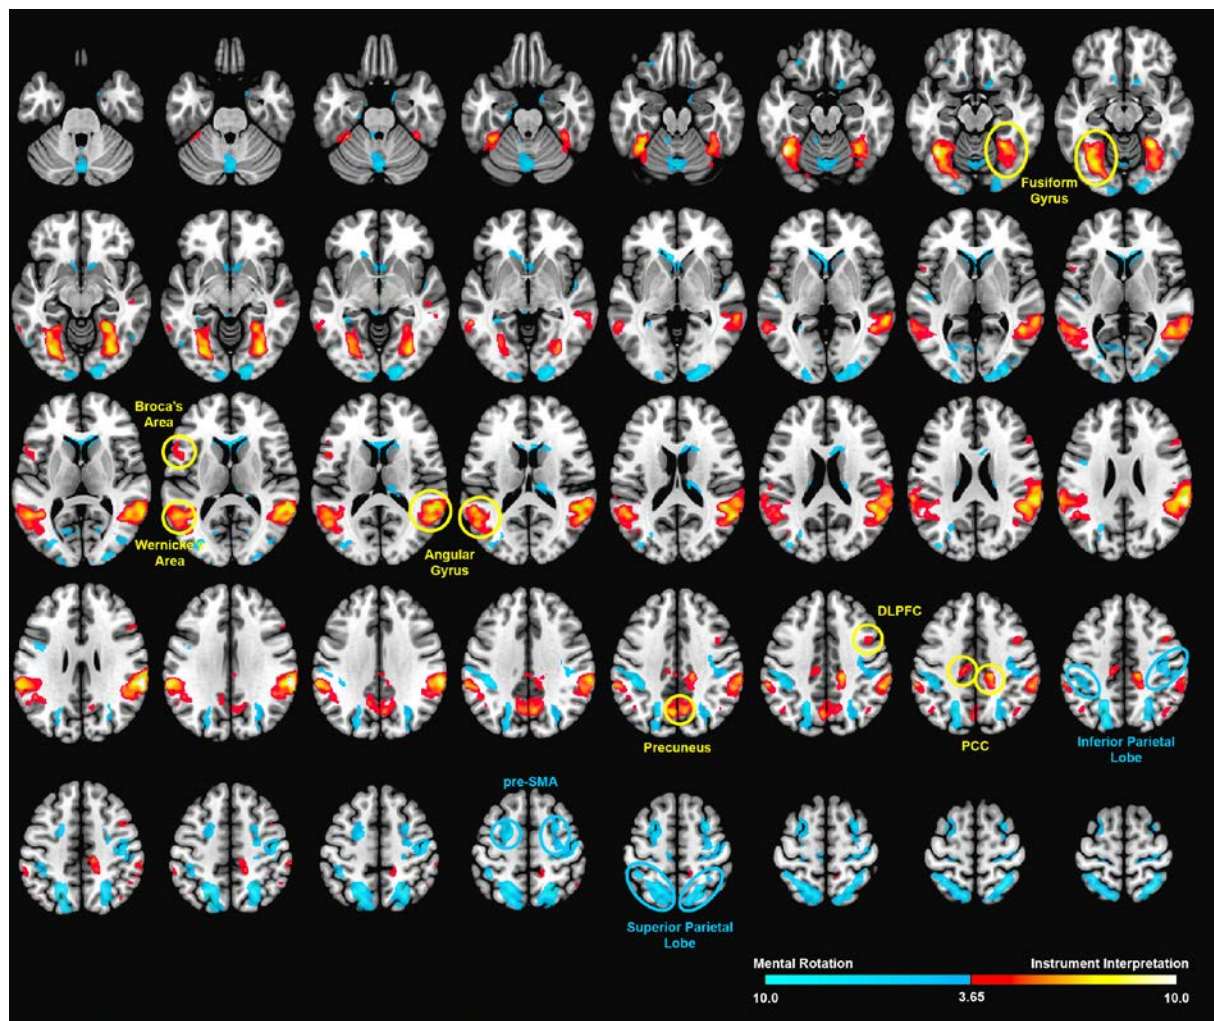 Fusiform
Gyrus
Broca's
Area
Wernicke's
Area
Angular
Gyrus
DLPFC
Precuneus
PCC
Inferior Parietal
Lobe
pre-SMA
Superior Parietal
Lobe
Mental Rotation
Instrument Interpretation
10.0
3.65
10.0